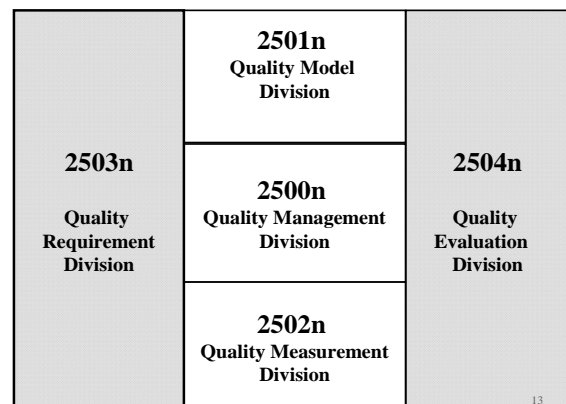 2501n
Quality Model
Division
2503n
Quality
Requirement
Division
2500n
Quality Management
Division
2504n
Quality
Evaluation
Division
2502n
Quality Measurement
Division
13